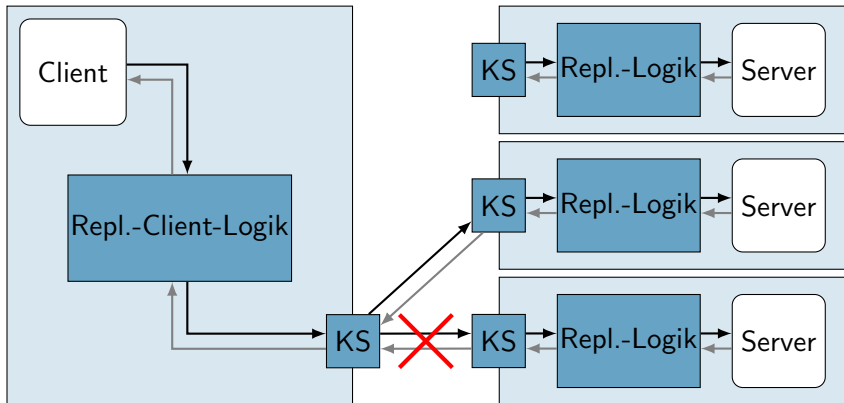 Client
Repl.-Client-Logik
KS
KS
Repl.-Logik
Server
KS
Repl.-Logik
Server
KS
Repl.-Logik
Server